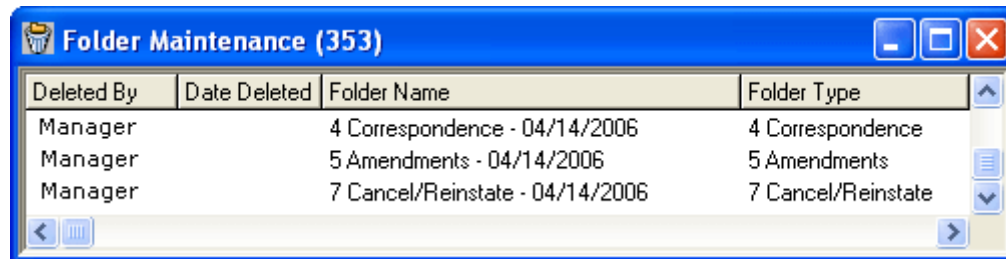 Folder Maintenance (353)
Deleted By Date Deleted Folder Name Folder Type
Manager 4 Correspondence - 04/14/2006 4 Correspondence
Manager 5 Amendments - 04/14/2006 5 Amendments
Manager 7 Cancel/Reinstate - 04/14/2006 7 Cancel/Reinstate